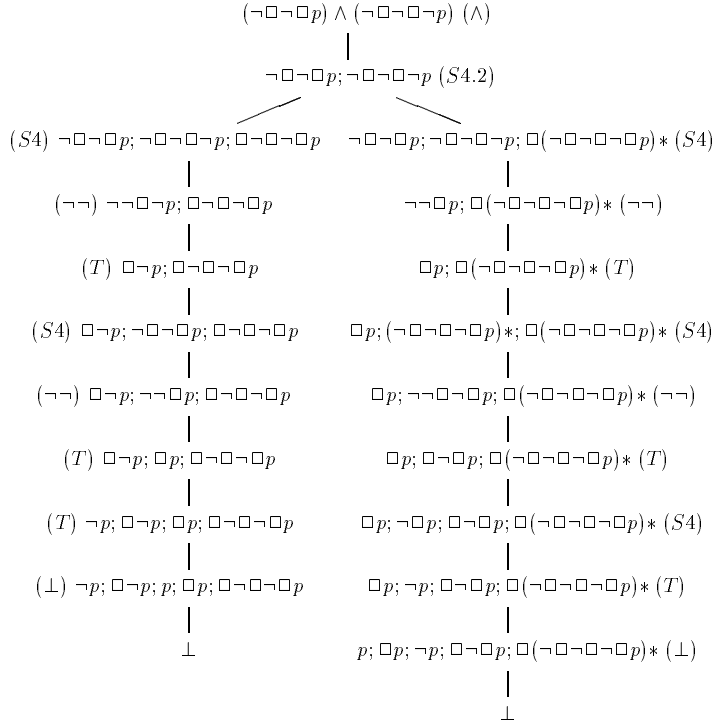 (¬□¬□p) ∧ (¬□¬□¬p) (∧)
¬□¬□p; ¬□¬□¬p (S4.2)
(S4) ¬□¬□p; ¬□¬□¬p; □¬□¬□p ¬□¬□p; ¬□¬□¬p; □(¬□¬□¬□p)* (S4)
(¬¬) ¬¬□¬p; □¬□¬□p ¬¬□p; □(¬□¬□¬□p)* (¬¬)
(T) □¬p; □¬□¬□p □p; □(¬□¬□¬□p)* (T)
(S4) □¬p; ¬□¬□p; □¬□¬□p □p; (¬□¬□¬□p)*; □(¬□¬□¬□p)* (S4)
(¬¬) □¬p; ¬¬□p; □¬□¬□p □p; ¬¬□¬□p; □(¬□¬□¬□p)* (¬¬)
(T) □¬p; □p; □¬□¬□p □p; □¬□p; □(¬□¬□¬□p)* (T)
(T) ¬p; □¬p; □p; □¬□¬□p □p; ¬□p; □¬□p; □(¬□¬□¬□p)* (S4)
(⊥) ¬p; □¬p; p; □p; □¬□¬□p □p; ¬p; □¬□p; □(¬□¬□¬□p)* (T)
⊥ p; □p; ¬p; □¬□p; □(¬□¬□¬□p)* (⊥)
⊥